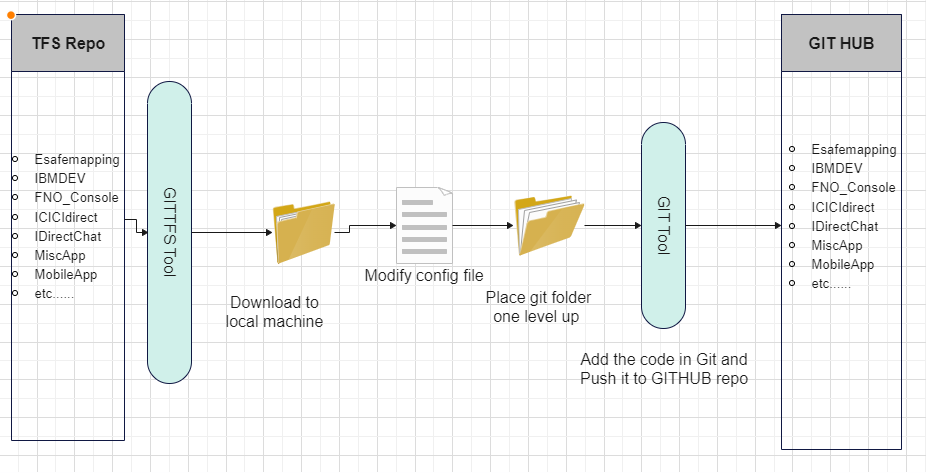 TFS Repo
Esafemapping
IBMDEV
FNO_Console
ICICIdirect
IDirectChat
MiscApp
MobileApp
etc......
GITTFS Tool
Download to
local machine
Modify config file
Place git folder
one level up
GIT Tool
Add the code in Git and
Push it to GITHUB repo
GIT HUB
Esafemapping
IBMDEV
FNO_Console
ICICIdirect
IDirectChat
MiscApp
MobileApp
etc......